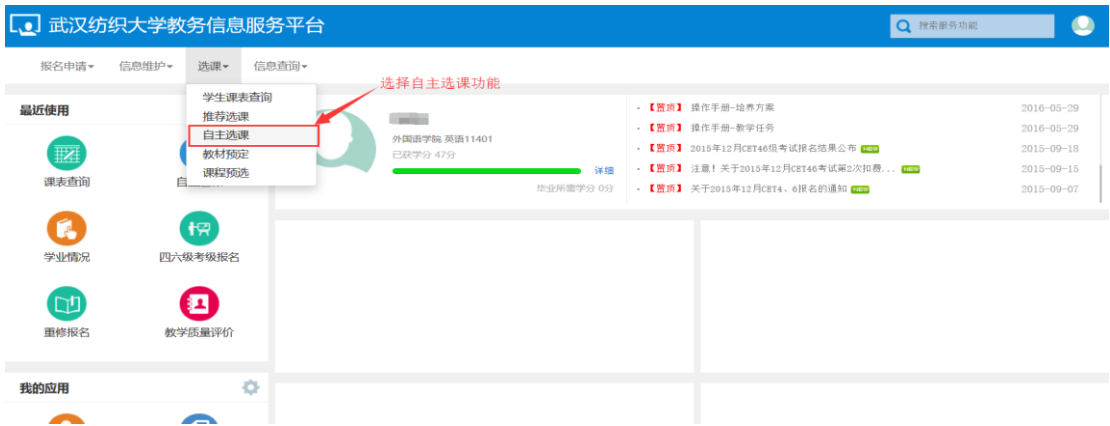 武汉纺织大学教务信息服务平台
搜索服务功能
报名申请 信息维护 选课 信息查询
选择自主选课功能
学生课表查询
推荐选课
自主选课
教材预定
课程预选
最近使用
课表查询
学业情况
四六级考级报名
重修报名
教学质量评价
我的应用
外国语学院 英语11401
已获学分 47分
详细
毕业所需学分 0分
【置顶】 操作手册-培养方案 2016-05-29
【置顶】 操作手册-教学任务 2016-05-29
【置顶】 2015年12月CET46级考试报名结果公布 NEW 2015-09-18
【置顶】 注意！关于2015年12月CET46考试第2次扣费... NEW 2015-09-15
【置顶】 关于2015年12月CET4、6报名的通知 NEW 2015-09-07